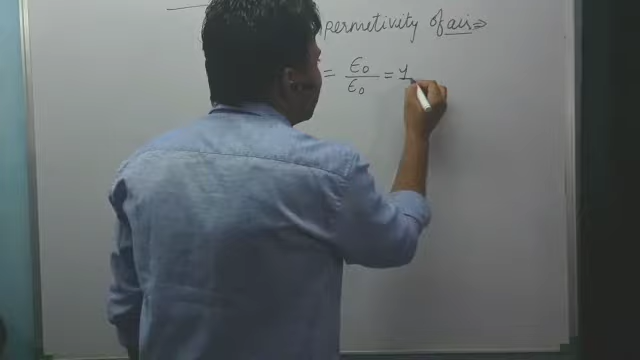 permetivity of air ⇒
= ϵ₀/ϵ₀ = 1